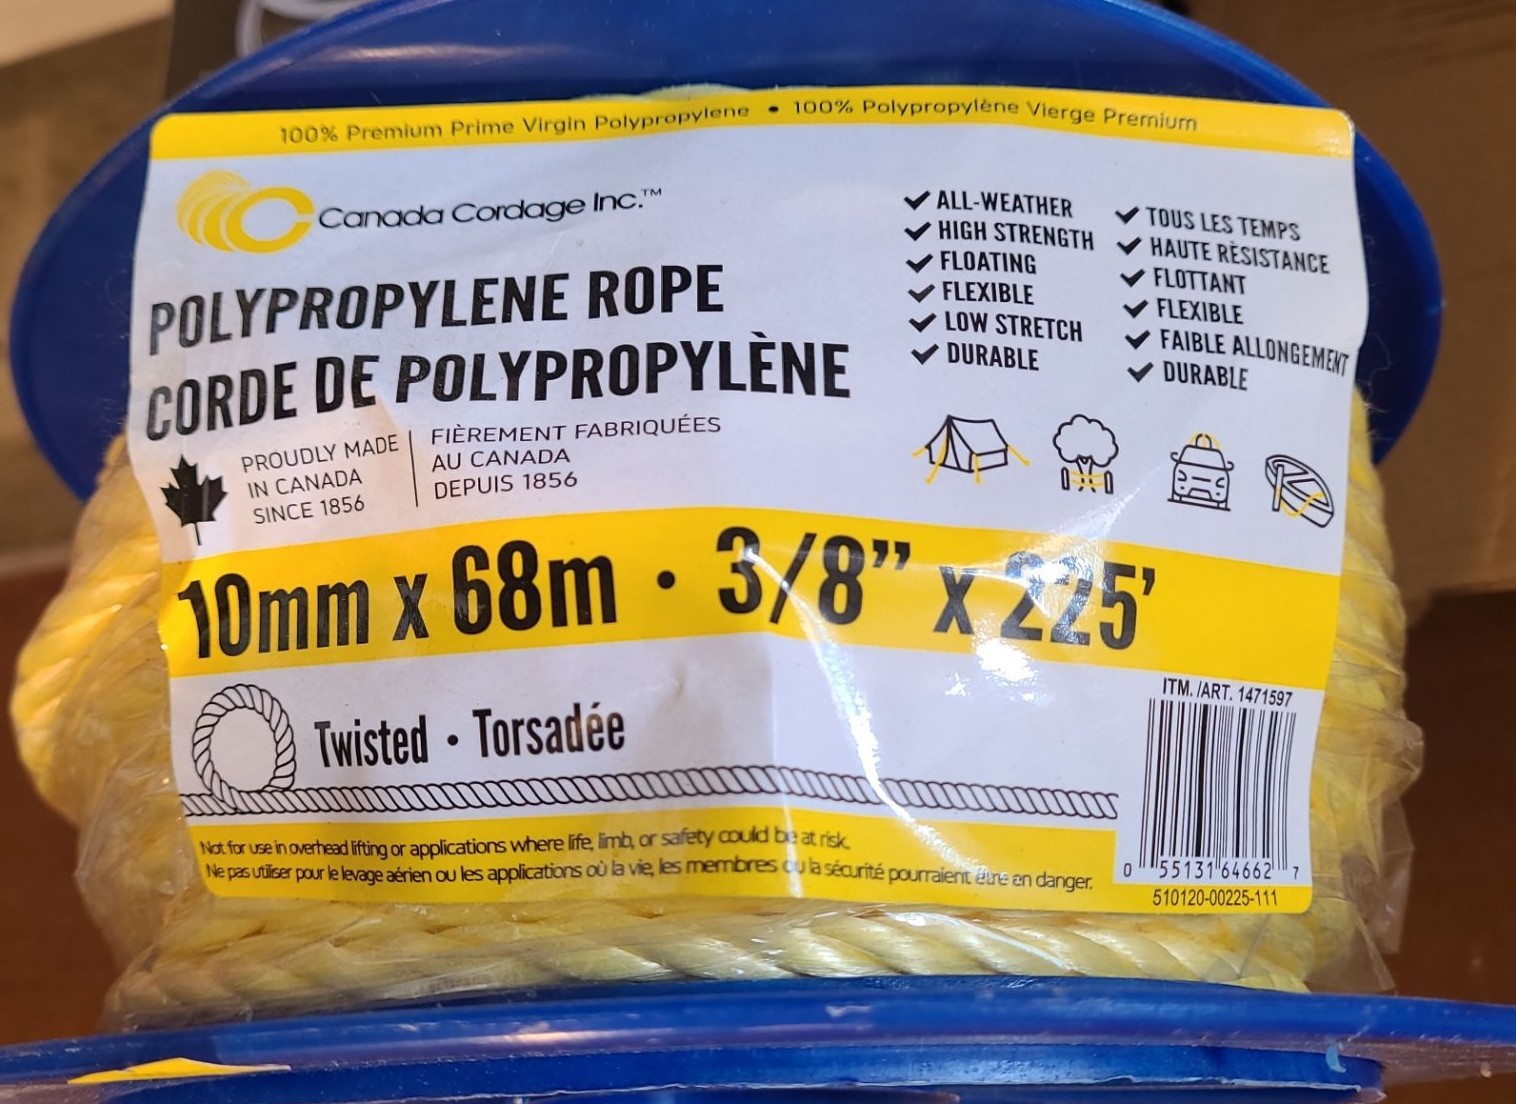 100% Premium Prime Virgin Polypropylene • 100% Polypropylène Vierge Premium
Canada Cordage Inc.™
POLYPROPYLENE ROPE
CORDE DE POLYPROPYLÈNE
PROUDLY MADE
IN CANADA
SINCE 1856
FIÈREMENT FABRIQUÉES
AU CANADA
DEPUIS 1856
ALL-WEATHER
HIGH STRENGTH
FLOATING
FLEXIBLE
LOW STRETCH
DURABLE
TOUS LES TEMPS
HAUTE RÈSISTANCE
FLOTTANT
FLEXIBLE
FAIBLE ALLONGEMENT
DURABLE
10mm x 68m • 3/8” x 225’
Twisted • Torsadée
ITM. /ART. 1471597
0 55131 64662 7
510120-00225-111
Not for use in overhead lifting or applications where life, limb, or safety could be at risk.
Ne pas utiliser pour le levage aérien ou les applications où la vie, les membres ou la sécurité pourraient être en danger.